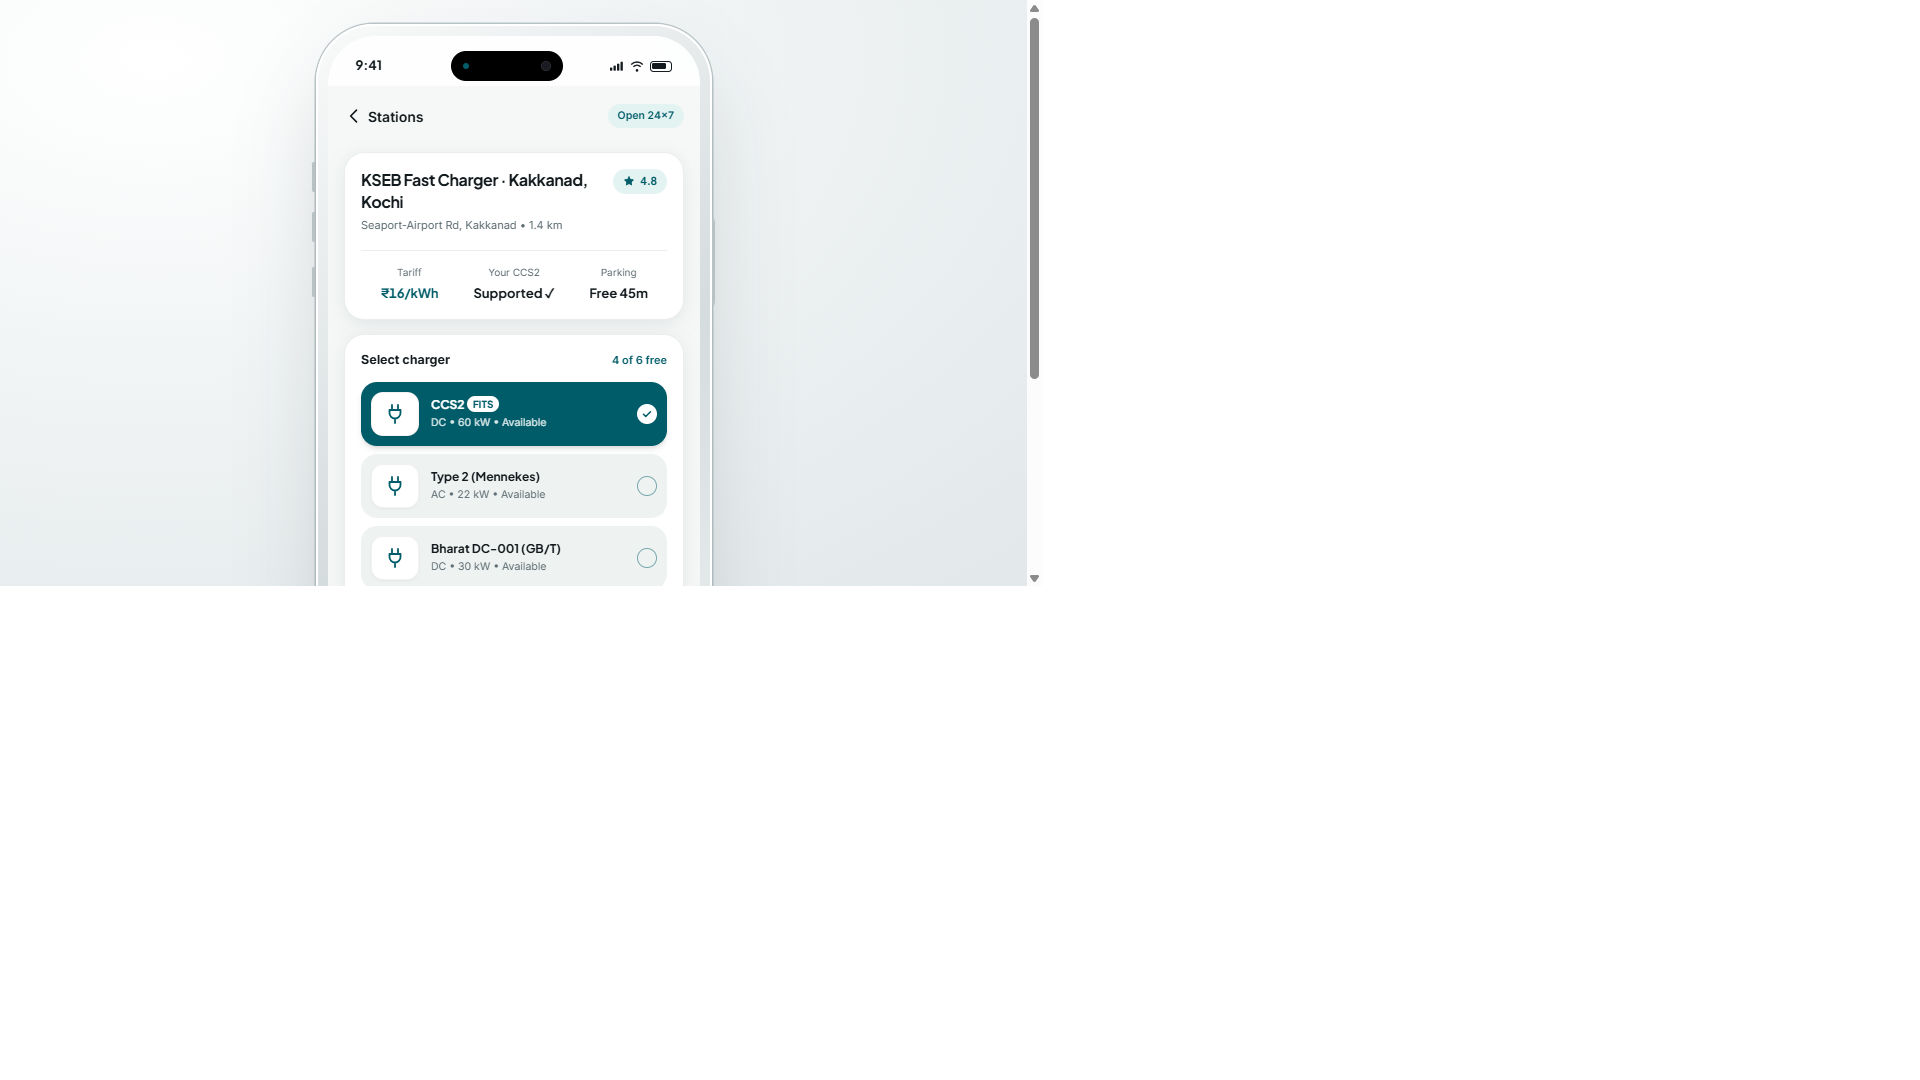 9:41
Stations
Open 24×7
KSEB Fast Charger · Kakkanad,
Kochi
4.8
Seaport-Airport Rd, Kakkanad • 1.4 km
Tariff
Your CCS2
Parking
₹16/kWh
Supported ✓
Free 45m
Select charger
4 of 6 free
CCS2
FITS
DC • 60 kW • Available
Type 2 (Mennekes)
AC • 22 kW • Available
Bharat DC-001 (GB/T)
DC • 30 kW • Available